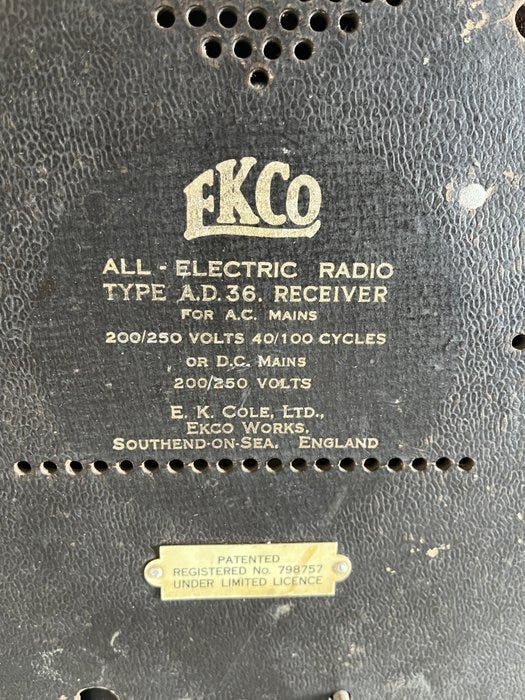 EKCO
ALL - ELECTRIC RADIO
TYPE A.D.36. RECEIVER
FOR A.C. MAINS
200/250 VOLTS 40/100 CYCLES
OR D.C. MAINS
200/250 VOLTS
E. K. COLE, LTD.,
EKCO WORKS.
SOUTHEND-ON-SEA. ENGLAND
PATENTED
REGISTERED No. 798757
UNDER LIMITED LICENCE